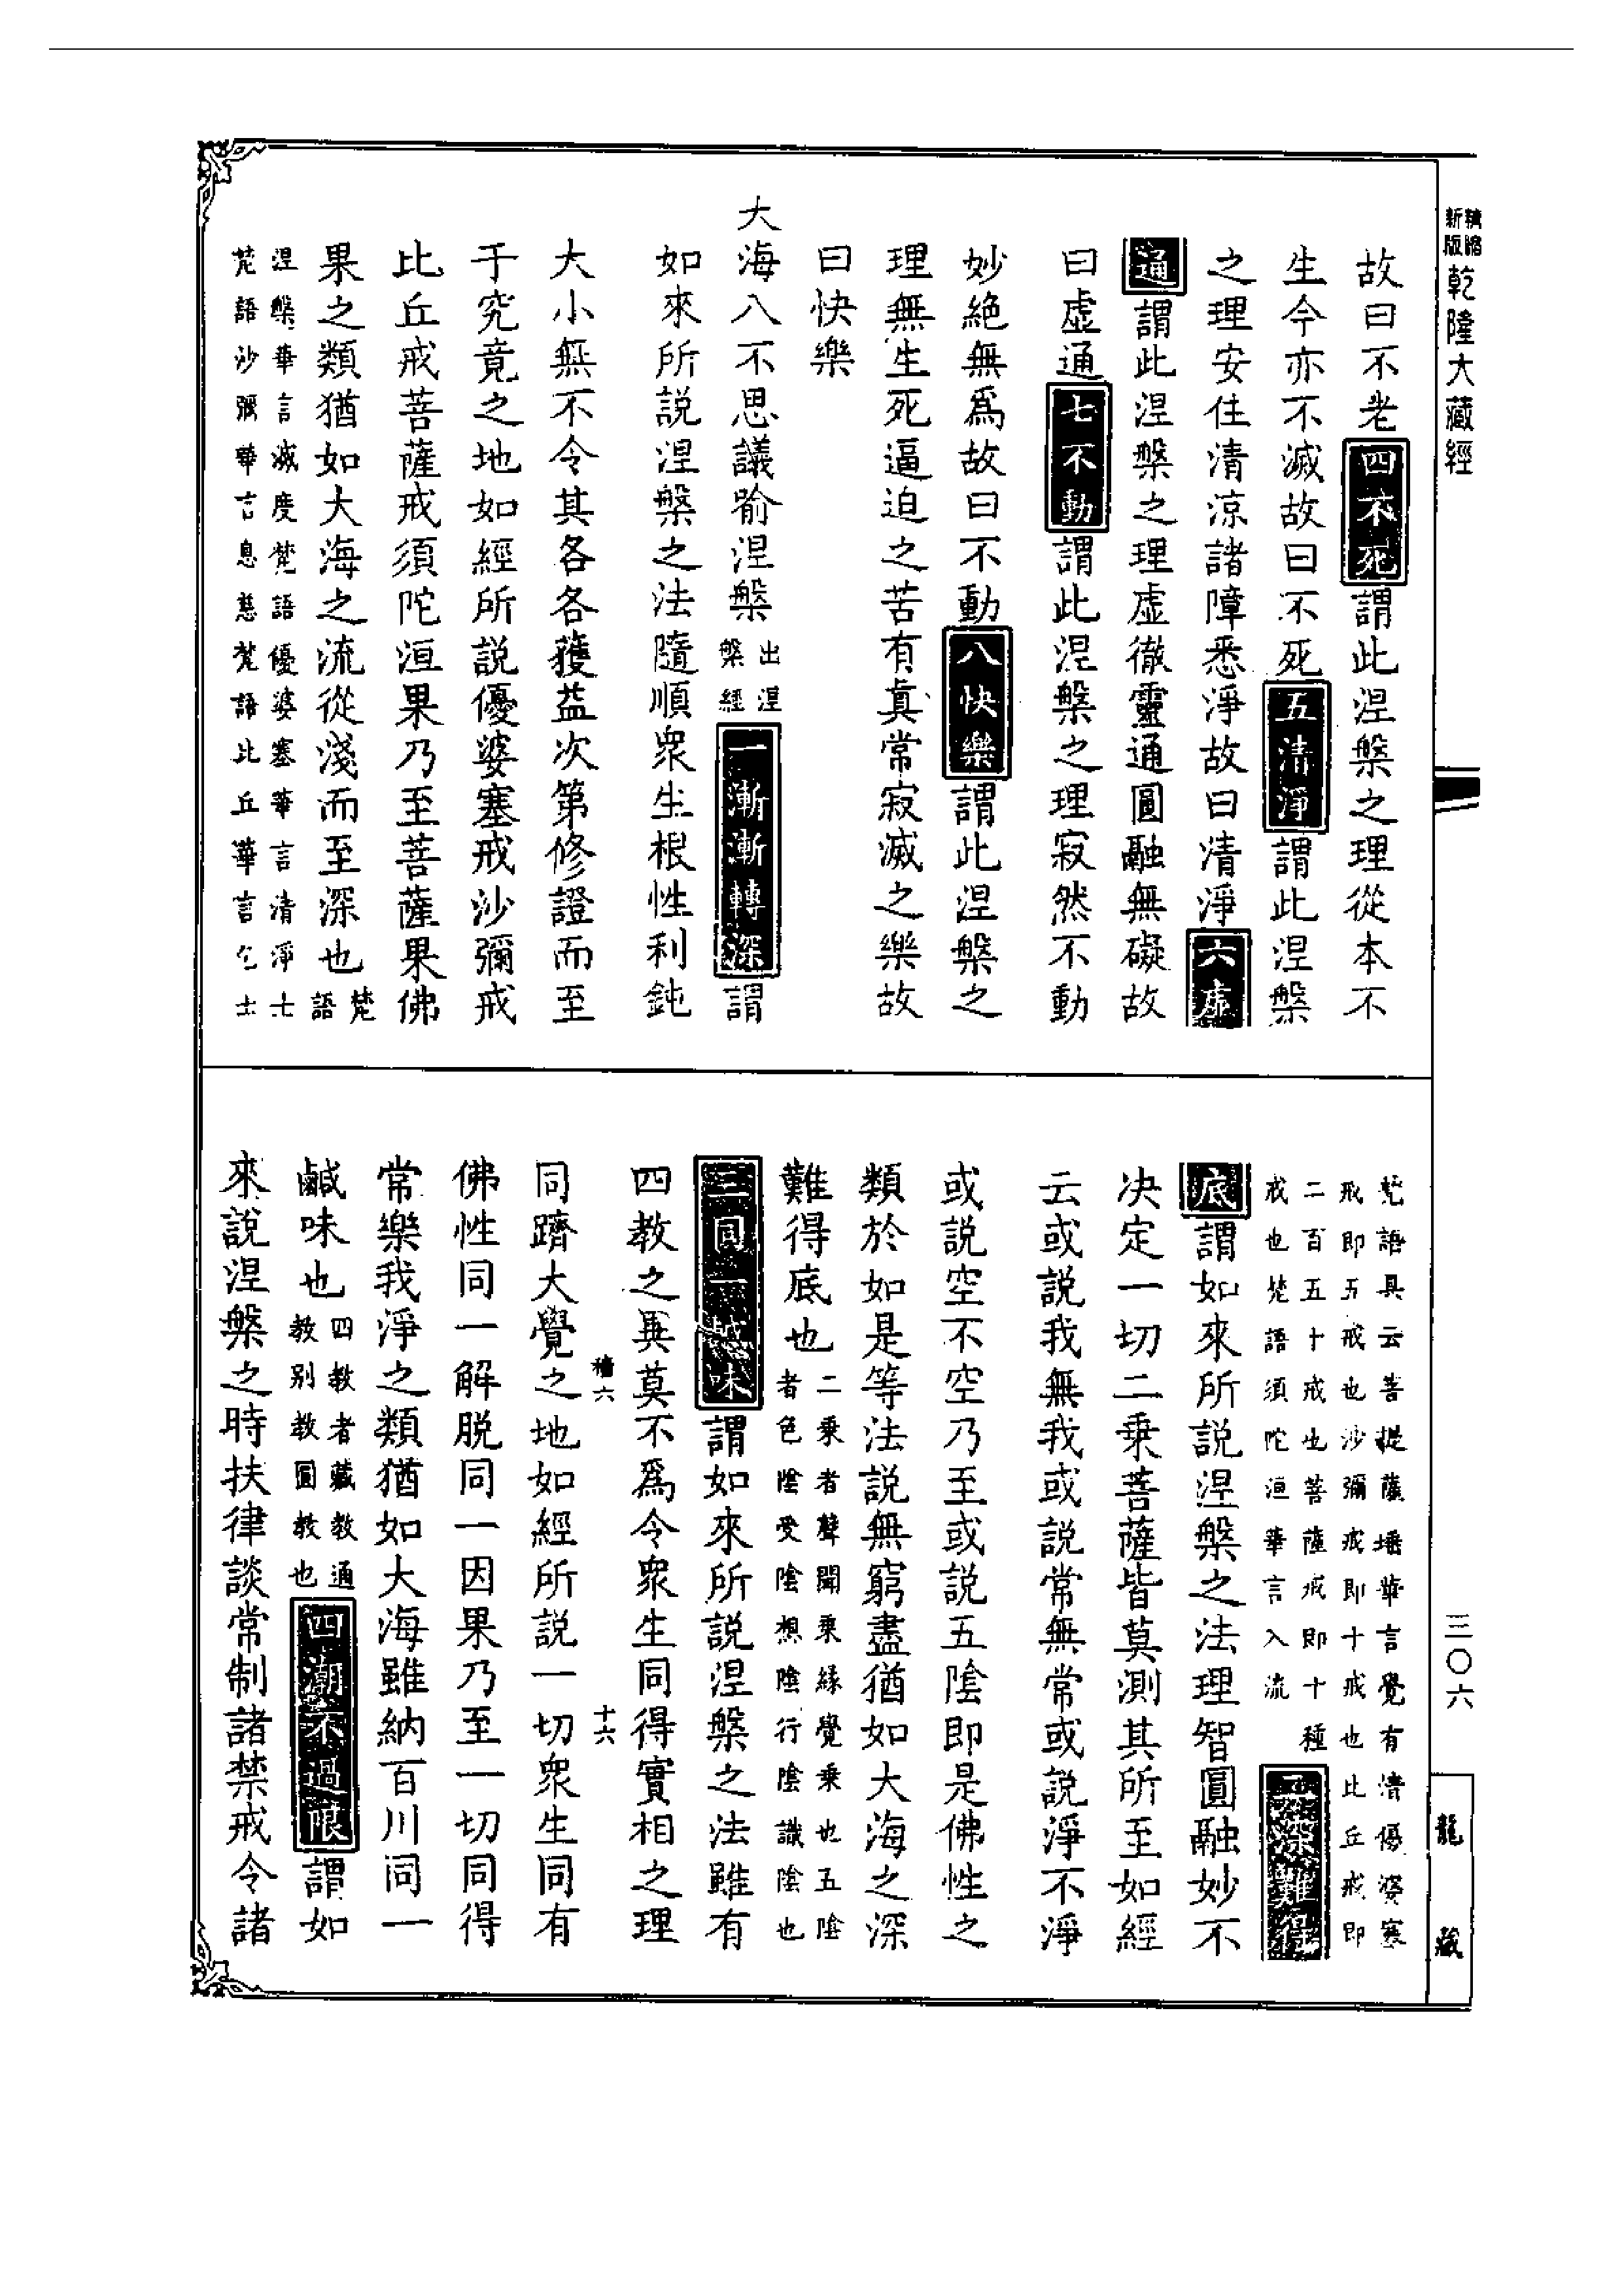 新版精縮乾隆大藏經
故曰不老四不死謂此涅槃之理從本不
生今亦不滅故曰不死五清淨謂此涅槃
之理安住清涼諸障悉淨故曰清淨六虛
通謂此涅槃之理虛徹靈通圓融無礙故
曰虛通七不動謂此涅槃之理寂然不動
妙絕無爲故曰不動八快樂謂此涅槃之
理無生死逼迫之苦有真常寂滅之樂故
曰快樂
大海八不思議喻涅槃出涅槃經一漸漸轉深謂
如來所説涅槃之法隨順衆生根性利鈍
大小無不令其各各獲益次第修證而至
于究竟之地如經所説優婆塞戒沙彌戒
比丘戒菩薩戒須陀洹果乃至菩薩果佛
果之類猶如大海之流從淺而至深也梵語
涅槃華言滅度梵語優婆塞華言清淨士
梵語沙彌華言息慈梵語比丘華言乞士
梵語具云菩提薩埵華言覺有情優婆塞
戒即五戒也沙彌戒即十戒也比丘戒即
二百五十戒也菩薩戒即十種
戒也梵語須陀洹華言入流
二深難得
底謂如來所説涅槃之法理智圓融妙不
決定一切二乘菩薩皆莫測其所至如經
云或説我無我或説常無常或説淨不淨
或説空不空乃至或説五陰即是佛性之
類於如是等法説無窮盡猶如大海之深
難得底也二乘者聲聞乘緣覺乘也五陰
者色陰受陰想陰行陰識陰也
三同一鹹味謂如來所説涅槃之法雖有
四教之異莫不爲令衆生同得實相之理
同躋大覺之地如經所説一切衆生同有
十六
佛性同一解脱同一因果乃至一切同得
常樂我淨之類猶如大海雖納百川同一
鹹味也四教者藏教通教别教圓教也四潮不過限謂如
來説涅槃之時扶律談常制諸禁戒令諸
三〇六
龍藏